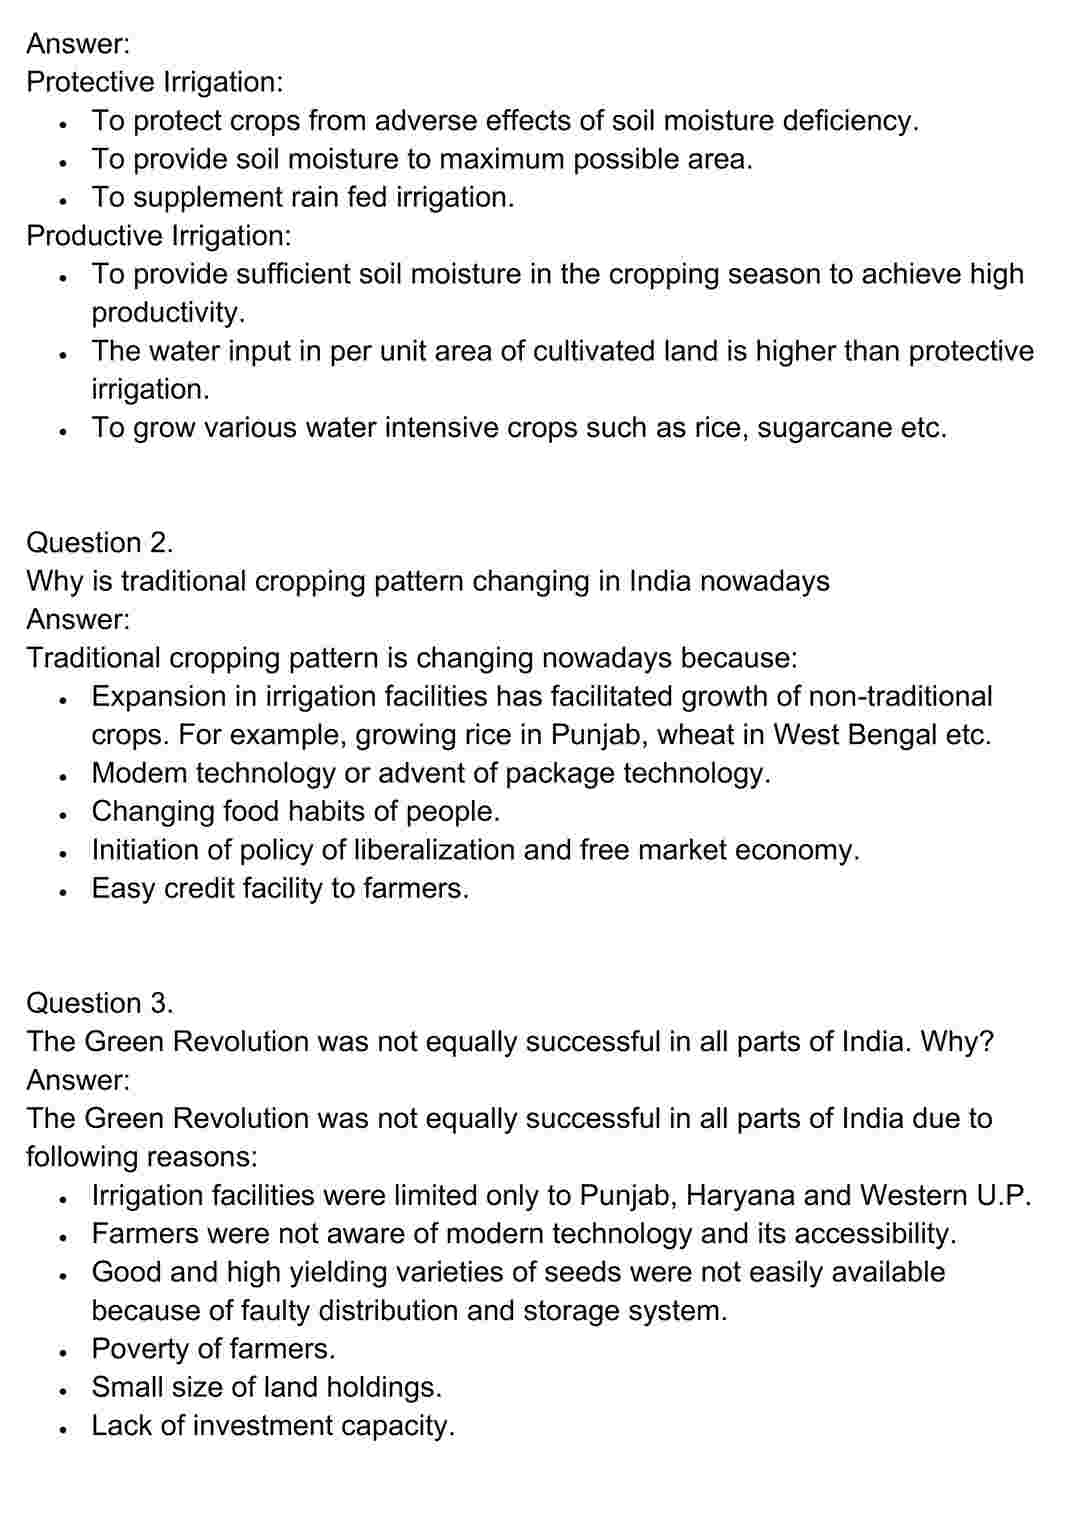 Answer:
Protective Irrigation:
• To protect crops from adverse effects of soil moisture deficiency.
• To provide soil moisture to maximum possible area.
• To supplement rain fed irrigation.
Productive Irrigation:
• To provide sufficient soil moisture in the cropping season to achieve high
productivity.
• The water input in per unit area of cultivated land is higher than protective
irrigation.
• To grow various water intensive crops such as rice, sugarcane etc.
Question 2.
Why is traditional cropping pattern changing in India nowadays
Answer:
Traditional cropping pattern is changing nowadays because:
• Expansion in irrigation facilities has facilitated growth of non-traditional
crops. For example, growing rice in Punjab, wheat in West Bengal etc.
• Modem technology or advent of package technology.
• Changing food habits of people.
• Initiation of policy of liberalization and free market economy.
• Easy credit facility to farmers.
Question 3.
The Green Revolution was not equally successful in all parts of India. Why?
Answer:
The Green Revolution was not equally successful in all parts of India due to
following reasons:
• Irrigation facilities were limited only to Punjab, Haryana and Western U.P.
• Farmers were not aware of modern technology and its accessibility.
• Good and high yielding varieties of seeds were not easily available
because of faulty distribution and storage system.
• Poverty of farmers.
• Small size of land holdings.
• Lack of investment capacity.